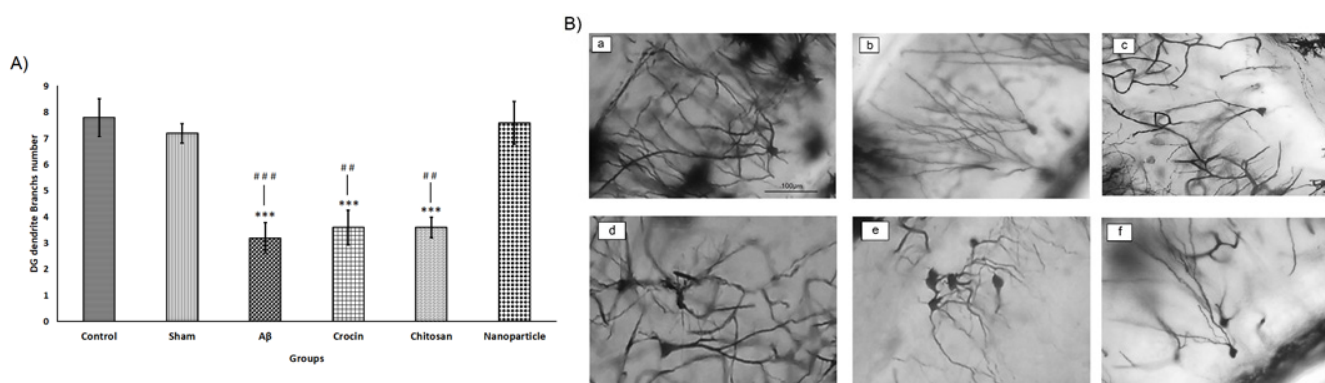 A)
DG dendrite Branchs number
9
8
7
6
5
4
3
2
1
0
###
***
##
***
##
***
Control
Sham
Aβ
Crocin
Chitosan
Nanoparticle
Groups
B)
a
100µm
b
c
d
e
f